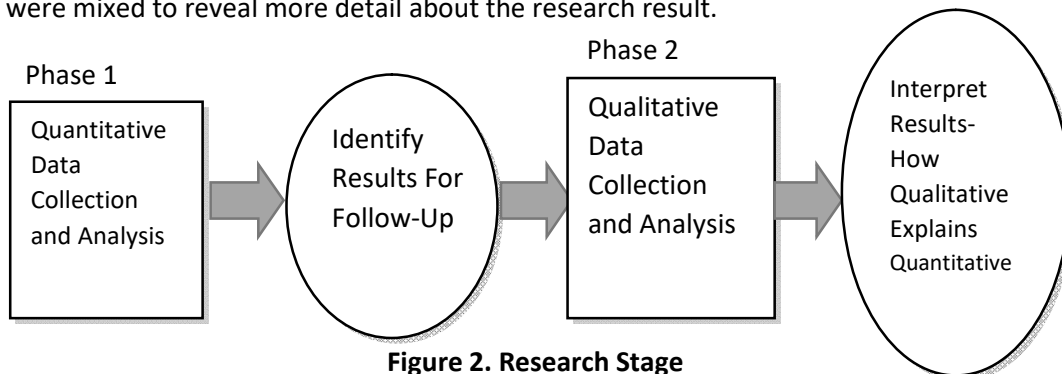 were mixed to reveal more detail about the research result.
Phase 1
Quantitative
Data
Collection
and Analysis
Identify
Results For
Follow-Up
Phase 2
Qualitative
Data
Collection
and Analysis
Interpret
Results-
How
Qualitative
Explains
Quantitative
Figure 2. Research Stage